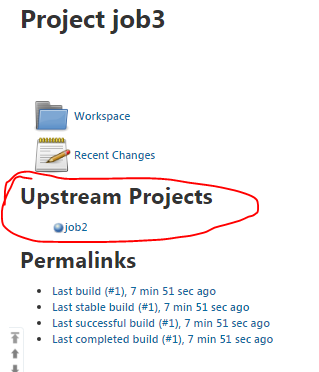 Project job3
Workspace
Recent Changes
Upstream Projects
job2
Permalinks
Last build (#1), 7 min 51 sec ago
Last stable build (#1), 7 min 51 sec ago
Last successful build (#1), 7 min 51 sec ago
Last completed build (#1), 7 min 51 sec ago